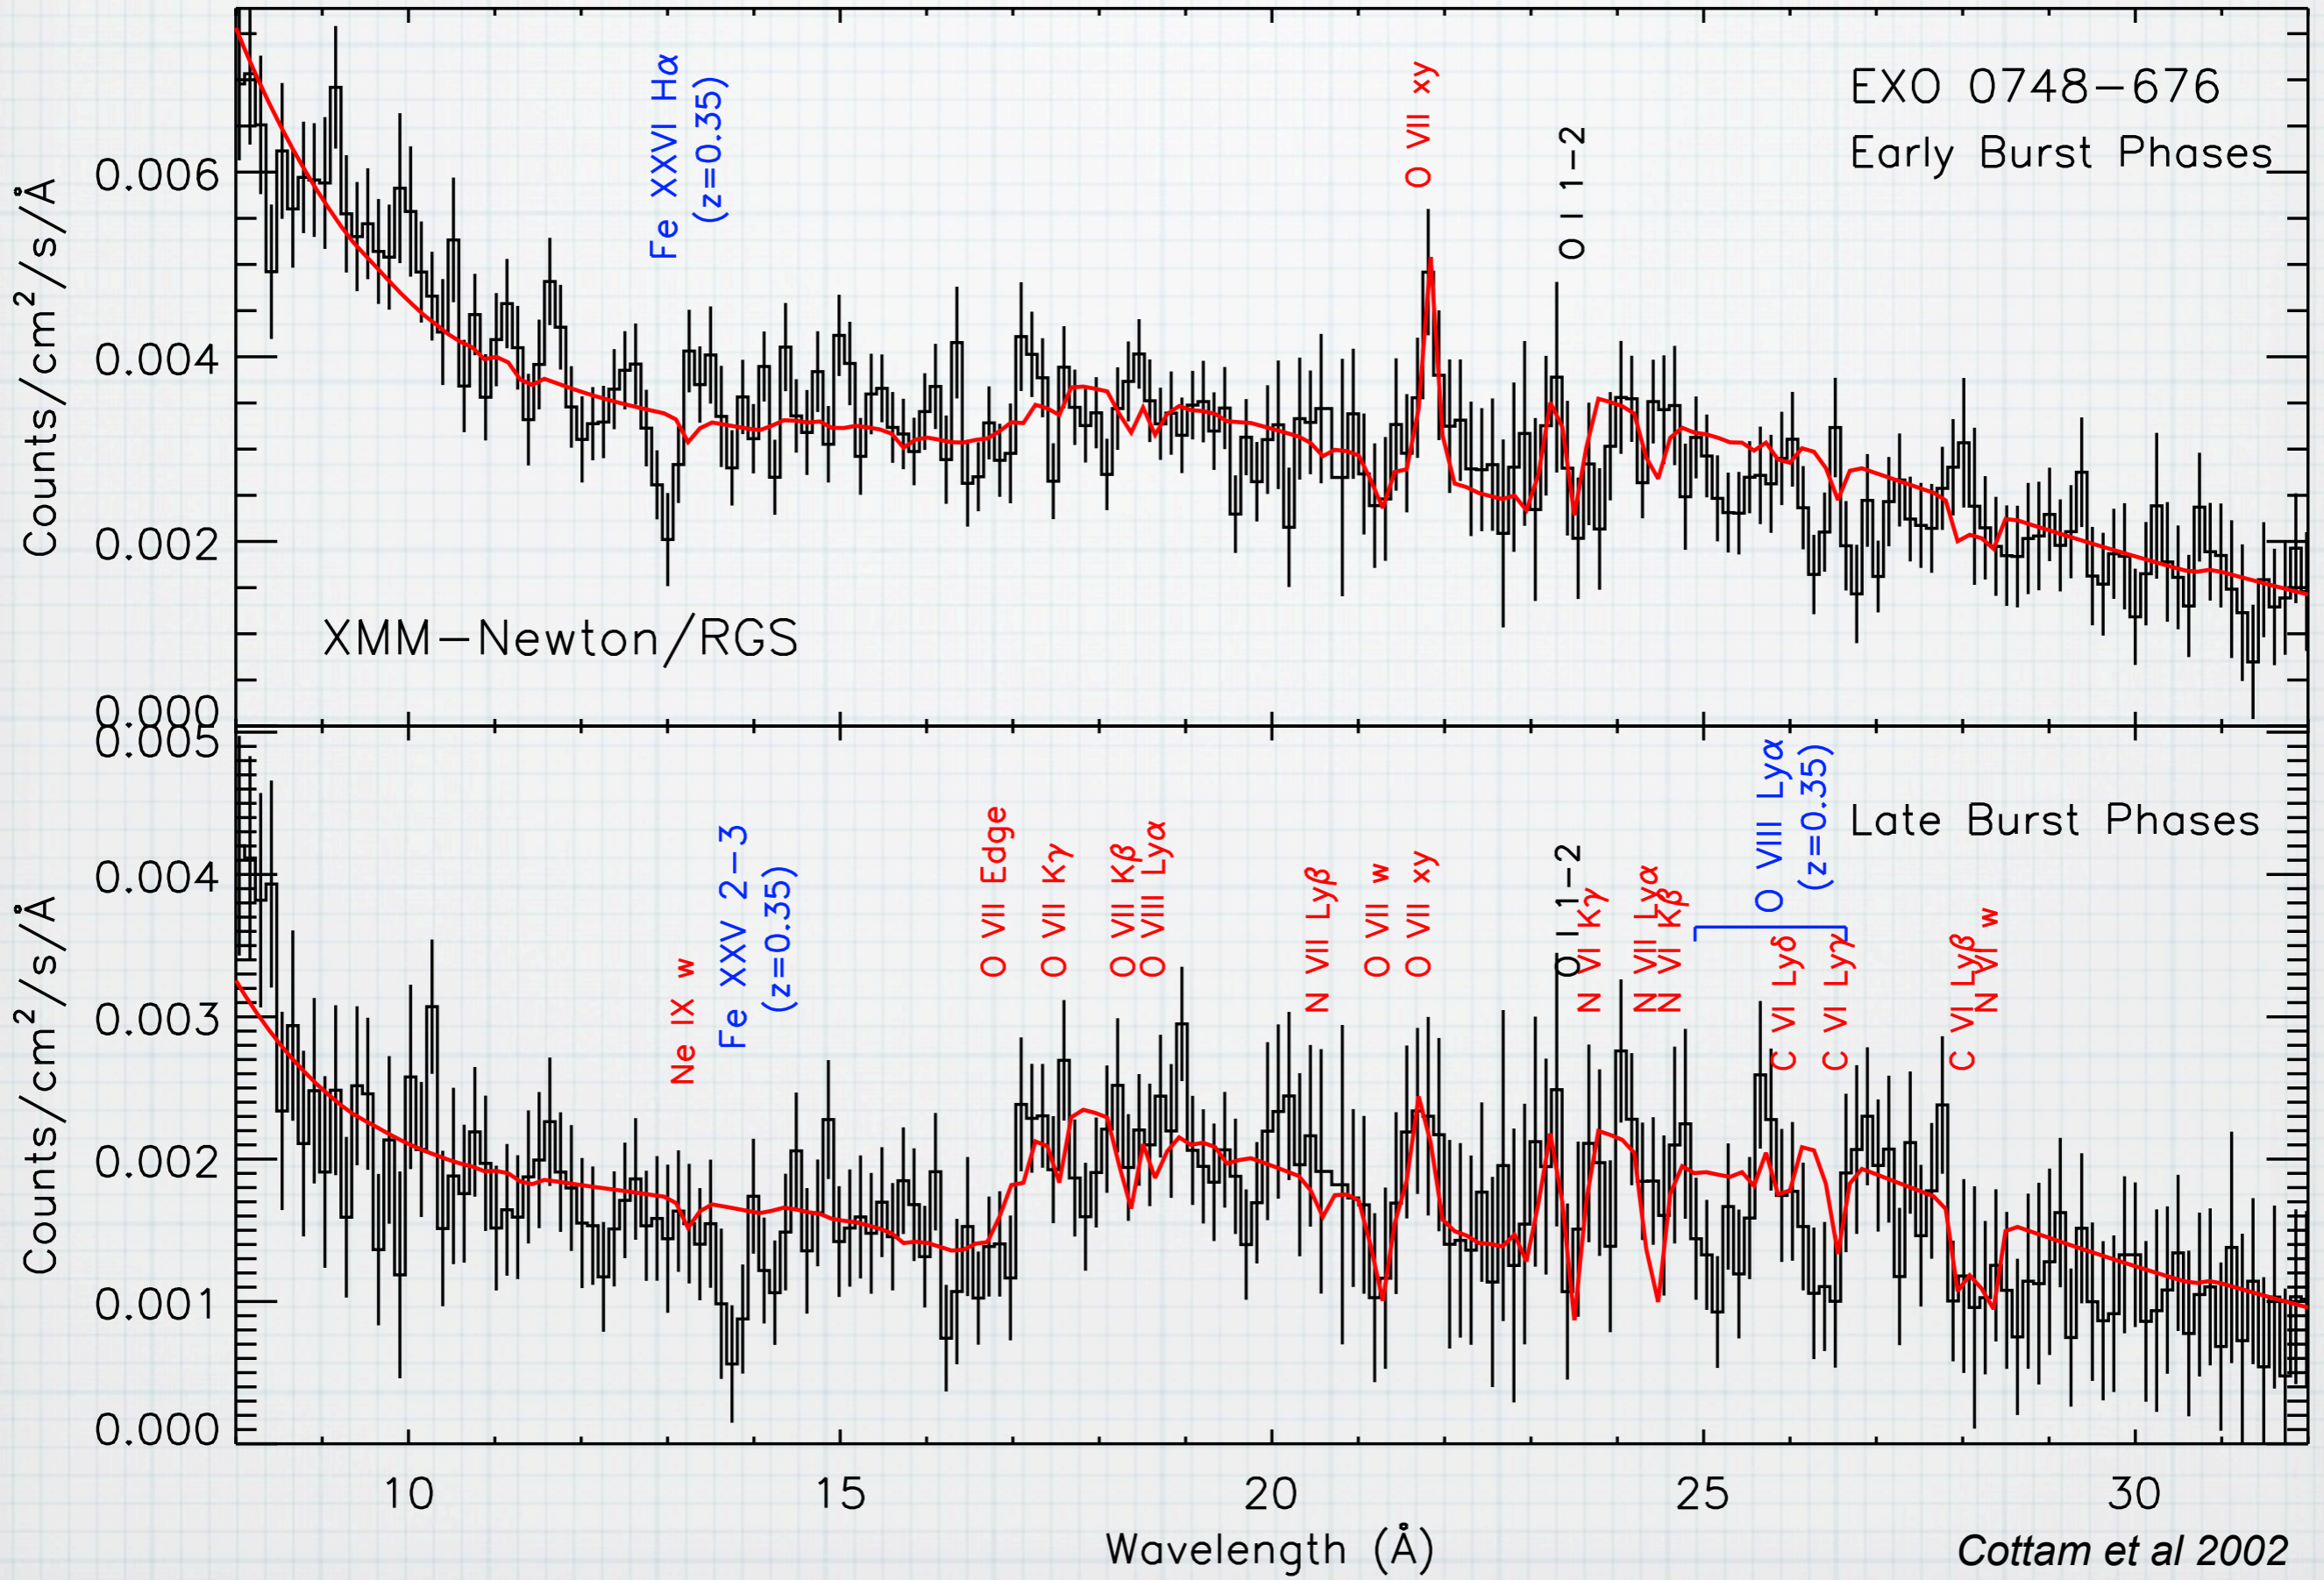 EXO 0748-676
Early Burst Phases
Fe XXVI Hα
(z=0.35)
O VII xy
O I 1-2
XMM-Newton/RGS
Counts/cm²/s/Å
0.006
0.004
0.002
0.000
Late Burst Phases
Ne IX w
Fe XXV 2-3
(z=0.35)
O VII Edge
O VII Kγ
O VII Kβ
O VIII Lyα
N VII Lyβ
O VII w
O VII xy
O I 1-2
N VI Kγ
N VII Lyα
N VI Kβ
O VIII Lyα
(z=0.35)
C VI Lyδ
C VI Lyγ
C VI Lyβ
N VI w
Counts/cm²/s/Å
0.005
0.004
0.003
0.002
0.001
0.000
10 15 20 25 30
Wavelength (Å)
Cottam et al 2002